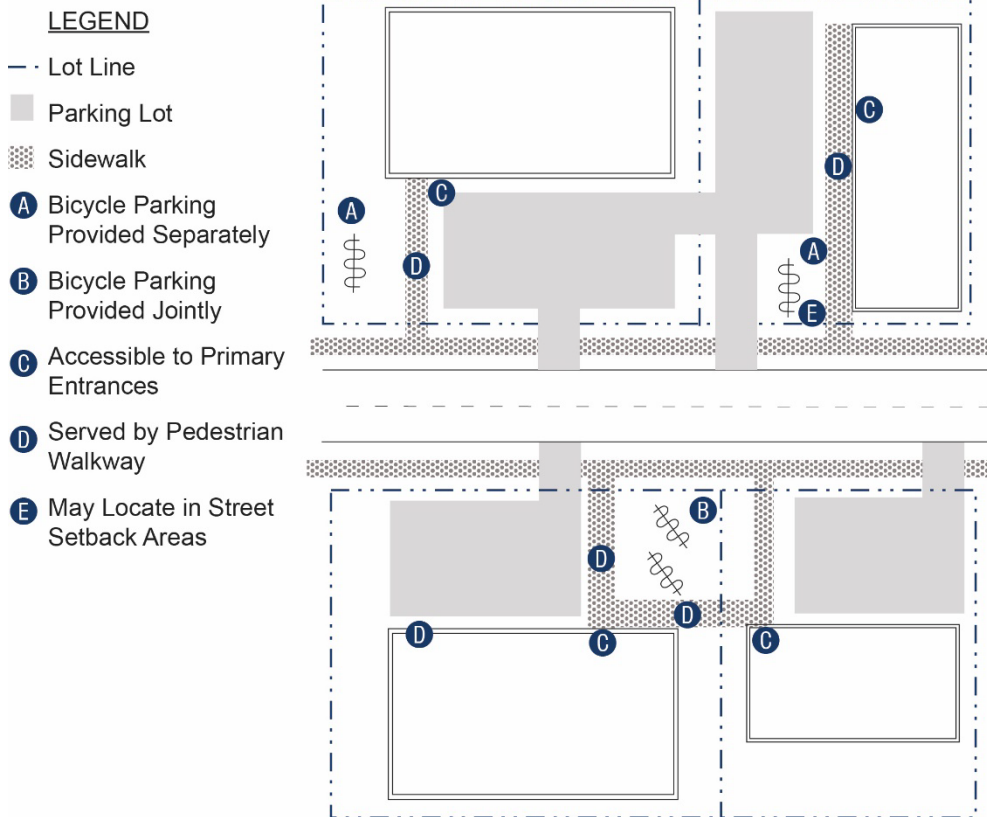 LEGEND
Lot Line
Parking Lot
Sidewalk
A Bicycle Parking
Provided Separately
B Bicycle Parking
Provided Jointly
C Accessible to Primary
Entrances
D Served by Pedestrian
Walkway
E May Locate in Street
Setback Areas
C
D
C
A
D
A
E
B
D
D
D
C
C